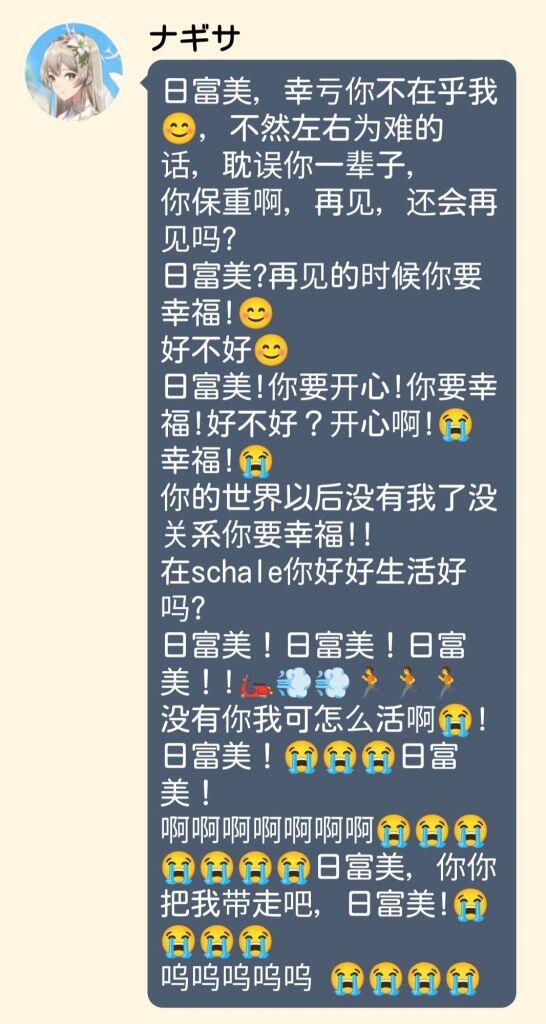 ナギサ
日富美，幸亏你不在乎我
😊，不然左右为难的
话，耽误你一辈子，
你保重啊，再见，还会再
见吗?
日富美?再见的时候你要
幸福!😊
好不好😊
日富美!你要开心!你要幸
福!好不好？开心啊!😭
幸福!😭
你的世界以后没有我了没
关系你要幸福!!
在schale你好好生活好
吗?
日富美！日富美！日富
美！!🛵💨💨🏃🏃🏃
没有你我可怎么活啊😭!
日富美！😭😭😭日富
美！
啊啊啊啊啊啊啊😭😭😭
😭😭😭😭日富美，你你
把我带走吧，日富美!😭
😭😭😭
呜呜呜呜呜 😭😭😭😭